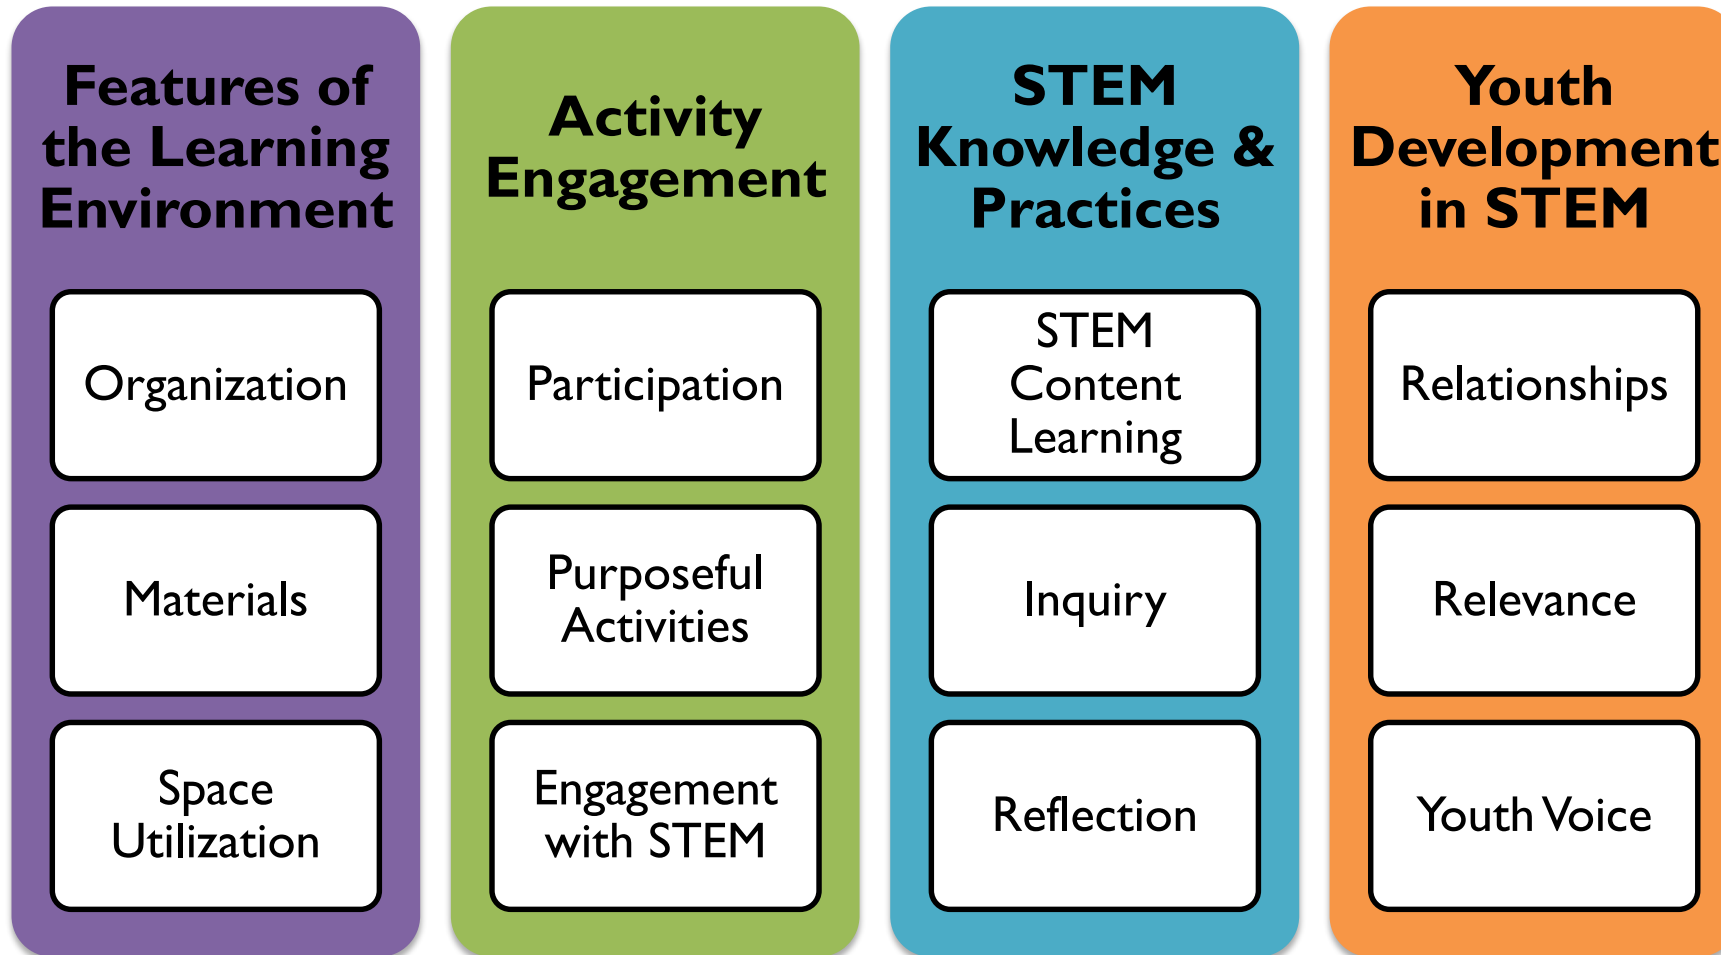 Features of
the Learning
Environment
Organization
Materials
Space
Utilization
Activity
Engagement
Participation
Purposeful
Activities
Engagement
with STEM
STEM
Knowledge &
Practices
STEM
Content
Learning
Inquiry
Reflection
Youth
Development
in STEM
Relationships
Relevance
Youth Voice